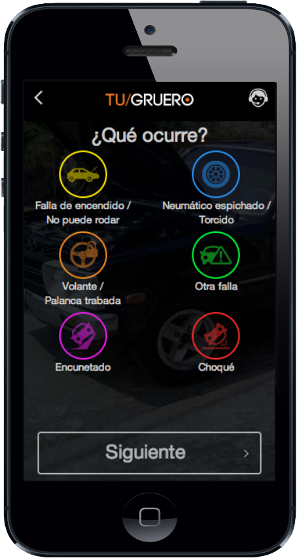 TU/GRUERO
¿Qué ocurre?
Falla de encendido /
No puede rodar
Neumático espichado /
Torcido
Volante /
Palanca trabada
Otra falla
Encunetado
Choqué
Siguiente